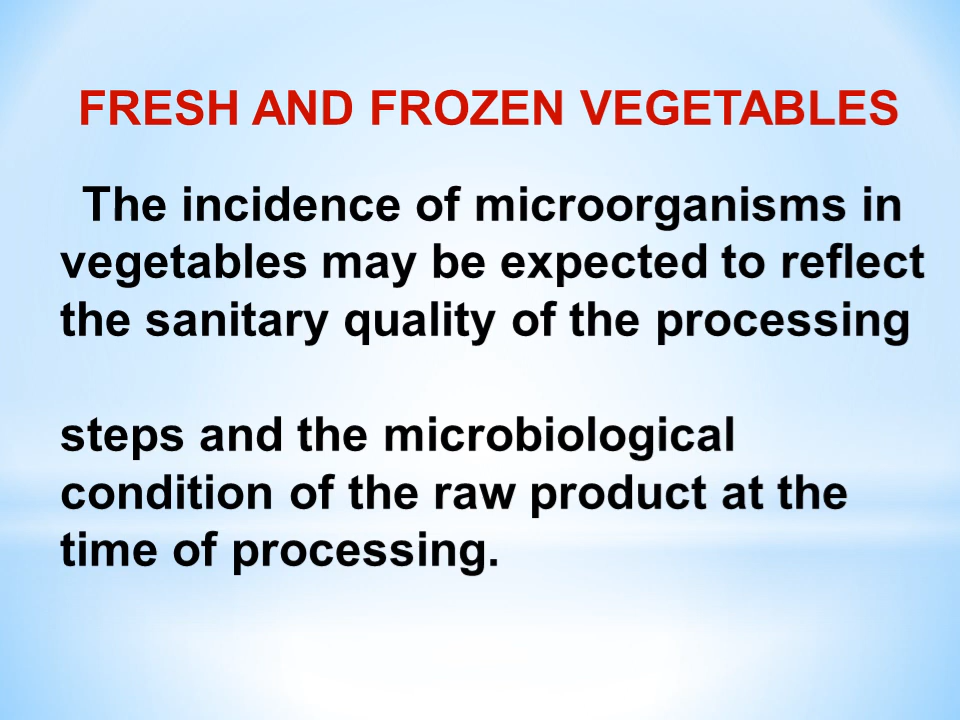 FRESH AND FROZEN VEGETABLES
The incidence of microorganisms in
vegetables may be expected to reflect
the sanitary quality of the processing
steps and the microbiological
condition of the raw product at the
time of processing.